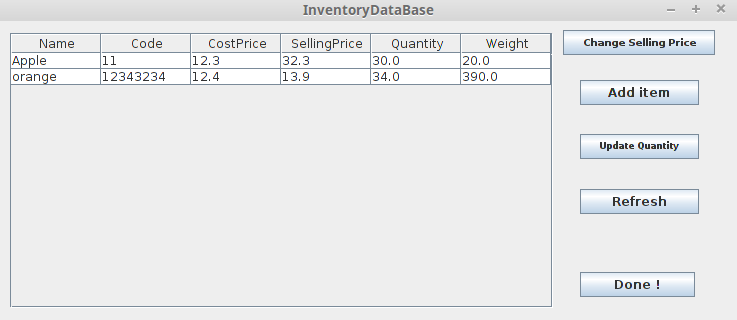 InventoryDataBase
Name Code CostPrice SellingPrice Quantity Weight
Apple 11 12.3 32.3 30.0 20.0
orange 12343234 12.4 13.9 34.0 390.0
Change Selling Price
Add item
Update Quantity
Refresh
Done !